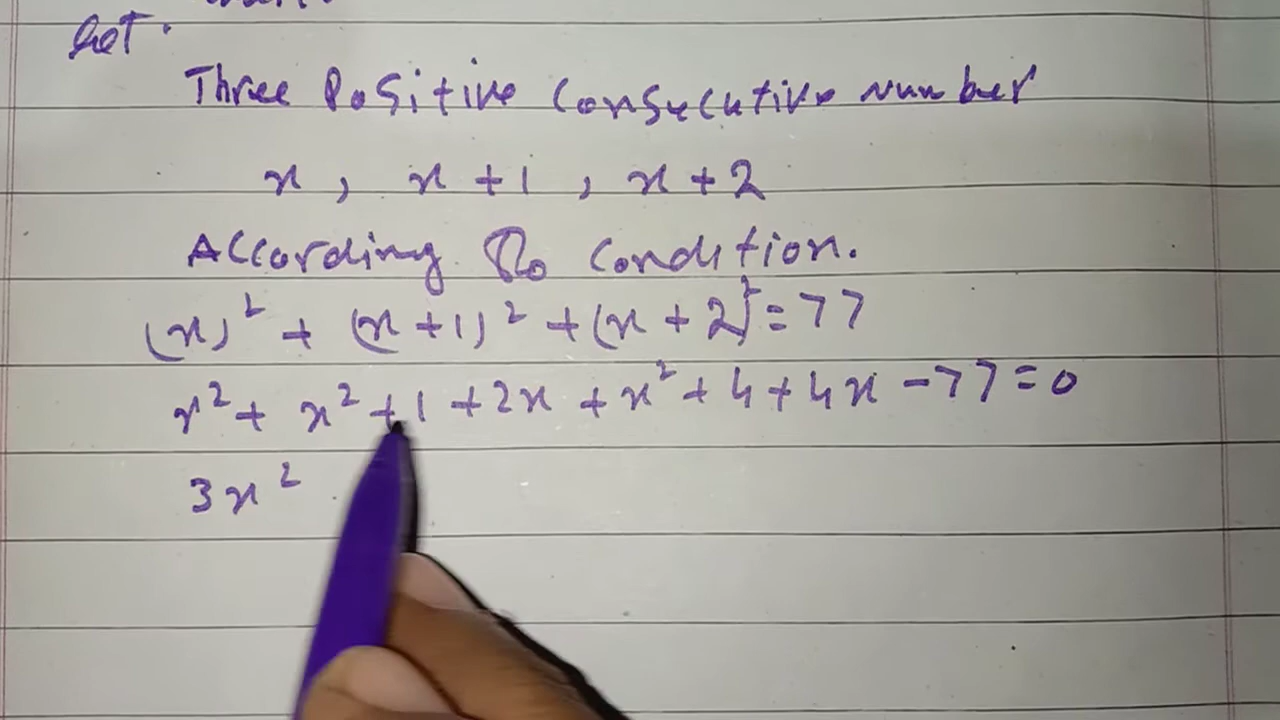 Let.
Three Positive Consecutive number
x, x+1, x+2
According To Condition.
(x)² + (x+1)² + (x+2)² = 77
x² + x² + 1 + 2x + x² + 4 + 4x - 77 = 0
3x²